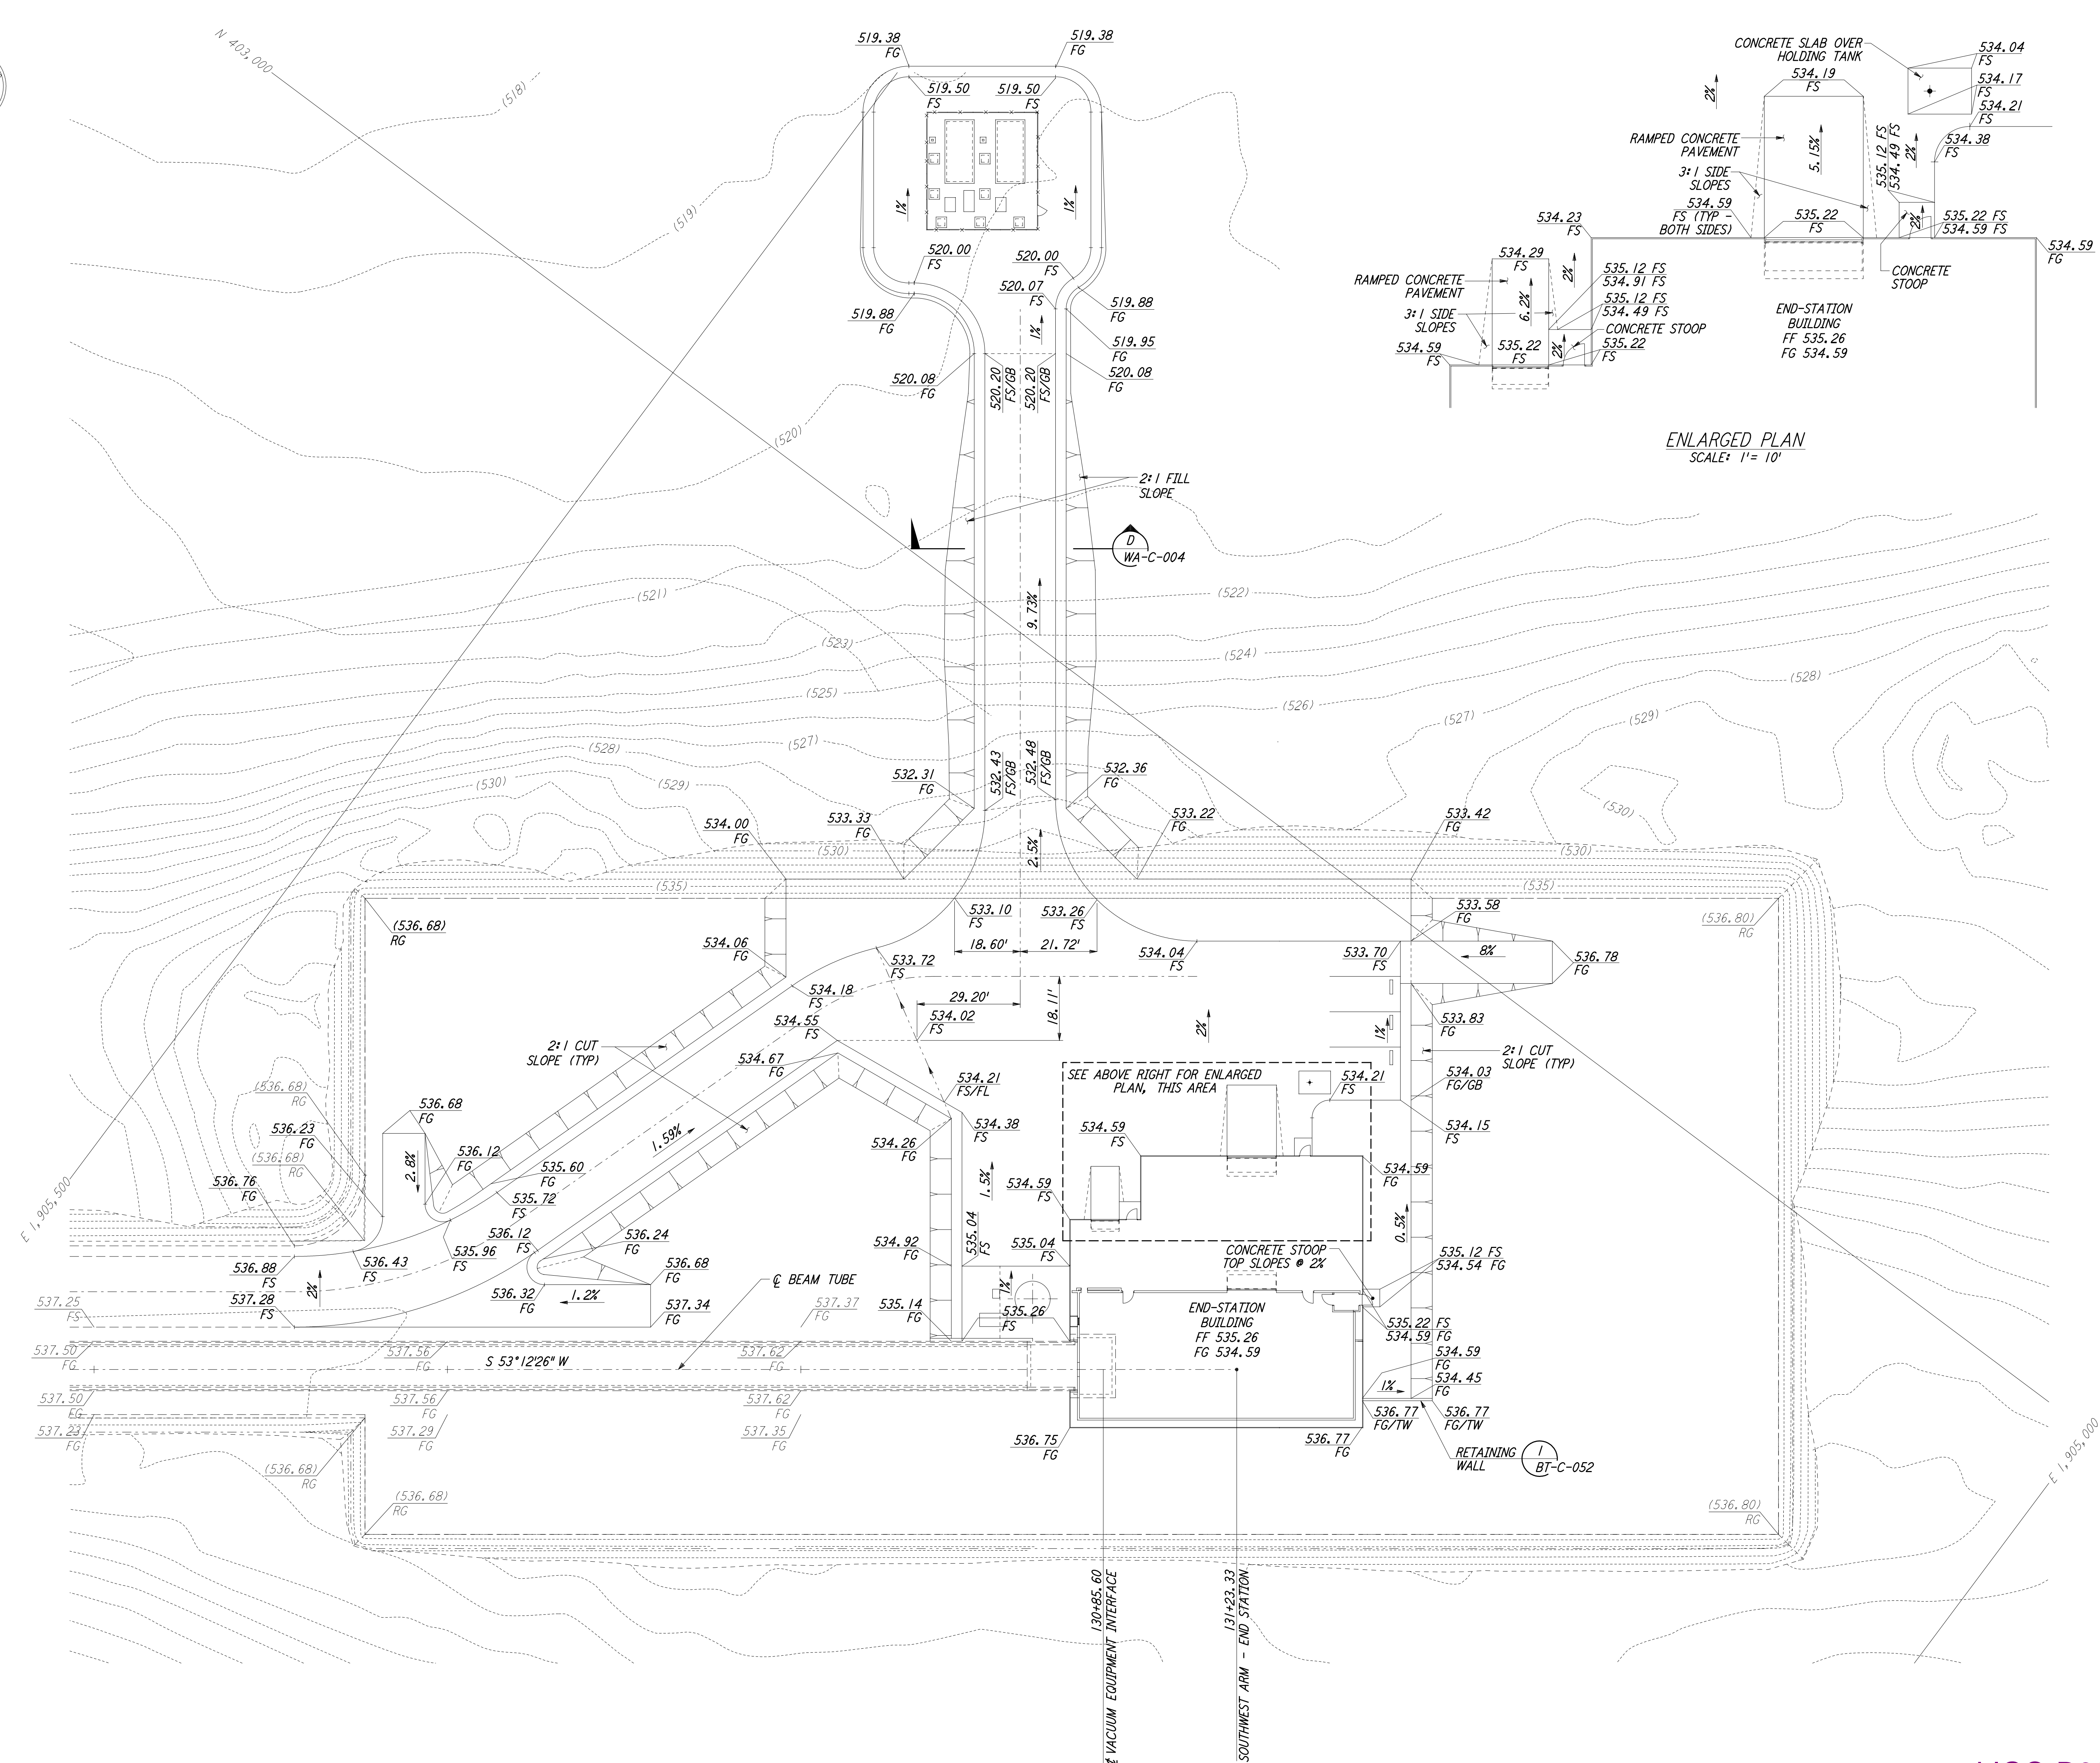 N 403,000
(518)
519.38
FG
519.38
FG
519.50
FS
519.50
FS
(519)
1%
1%
520.00
FS
520.00
FS
520.07
FS
519.88
FG
519.88
FG
1%
519.95
FG
520.08
FG
520.20
FS/GB
520.20
FS/GB
520.08
FG
(520)
CONCRETE SLAB OVER
HOLDING TANK
534.04
FS
534.19
FS
534.17
FS
534.21
FS
2%
RAMPED CONCRETE
PAVEMENT
5.15%
535.12 FS
534.49 FS
2%
534.38
FS
3:1 SIDE
SLOPES
534.59
FS (TYP -
BOTH SIDES)
534.23
FS
535.22
FS
2%
535.22 FS
534.59 FS
534.59
FG
534.29
FS
RAMPED CONCRETE
PAVEMENT
2%
535.12 FS
534.91 FS
CONCRETE
STOOP
6.2%
535.12 FS
534.49 FS
3:1 SIDE
SLOPES
END-STATION
BUILDING
FF 535.26
FG 534.59
CONCRETE STOOP
534.59
FS
535.22
FS
2%
535.22
FS
ENLARGED PLAN
SCALE: 1'= 10'
2:1 FILL
SLOPE
D
WA-C-004
(521)
(522)
9.73%
(523)
(524)
(525)
(526)
(527)
(528)
(527)
(529)
(528)
(529)
(530)
(530)
532.31
FG
532.43
FS/GB
532.48
FS/GB
532.36
FG
534.00
FG
533.33
FG
533.22
FG
533.42
FG
2.5%
(530)
(530)
(535)
(535)
(536.68)
RG
533.10
FS
533.26
FS
533.58
FG
(536.80)
RG
534.06
FG
18.60'
21.72'
533.72
FS
534.04
FS
533.70
FS
8%
536.78
FG
534.18
FS
29.20'
18.11'
534.55
FS
534.02
FS
2%
1%
533.83
FG
2:1 CUT
SLOPE (TYP)
534.67
FG
2:1 CUT
SLOPE (TYP)
SEE ABOVE RIGHT FOR ENLARGED
PLAN, THIS AREA
534.21
FS/FL
534.21
FS
534.03
FG/GB
(536.68)
RG
536.68
FG
536.23
FG
1.59%
534.38
FS
534.59
FS
534.15
FS
534.26
FG
(536.68)
RG
2.8%
536.12
FG
535.60
FG
534.59
FG
536.76
FG
535.72
FS
1.5%
534.59
FS
0.5%
E 1,905,500
536.12
FS
536.24
FG
534.92
FG
535.04
FS
535.04
FS
CONCRETE STOOP
TOP SLOPES @ 2%
535.12 FS
534.54 FG
536.88
FS
536.43
FS
535.96
FS
536.68
FG
℄ BEAM TUBE
2%
1%
537.25
FS
537.28
FS
536.32
FG
1.2%
537.34
FG
537.37
FG
535.14
FG
535.26
FS
END-STATION
BUILDING
FF 535.26
FG 534.59
535.22 FS
534.59 FG
537.50
FG
537.56
FG
S 53°12'26" W
537.62
FG
534.59
FG
1%
534.45
FG
537.50
FG
537.56
FG
537.62
FG
536.77
FG/TW
536.77
FG/TW
537.23
FG
537.29
FG
537.35
FG
536.75
FG
536.77
FG
RETAINING
WALL
1
BT-C-052
(536.68)
RG
(536.68)
RG
(536.80)
RG
E 1,905,000
130+85.60
℄ VACUUM EQUIPMENT INTERFACE
131+23.33
SOUTHWEST ARM - END STATION